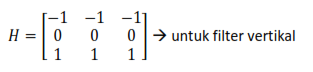 -1 -1 -1
H = 0 0 0 → untuk filter vertikal
1 1 1